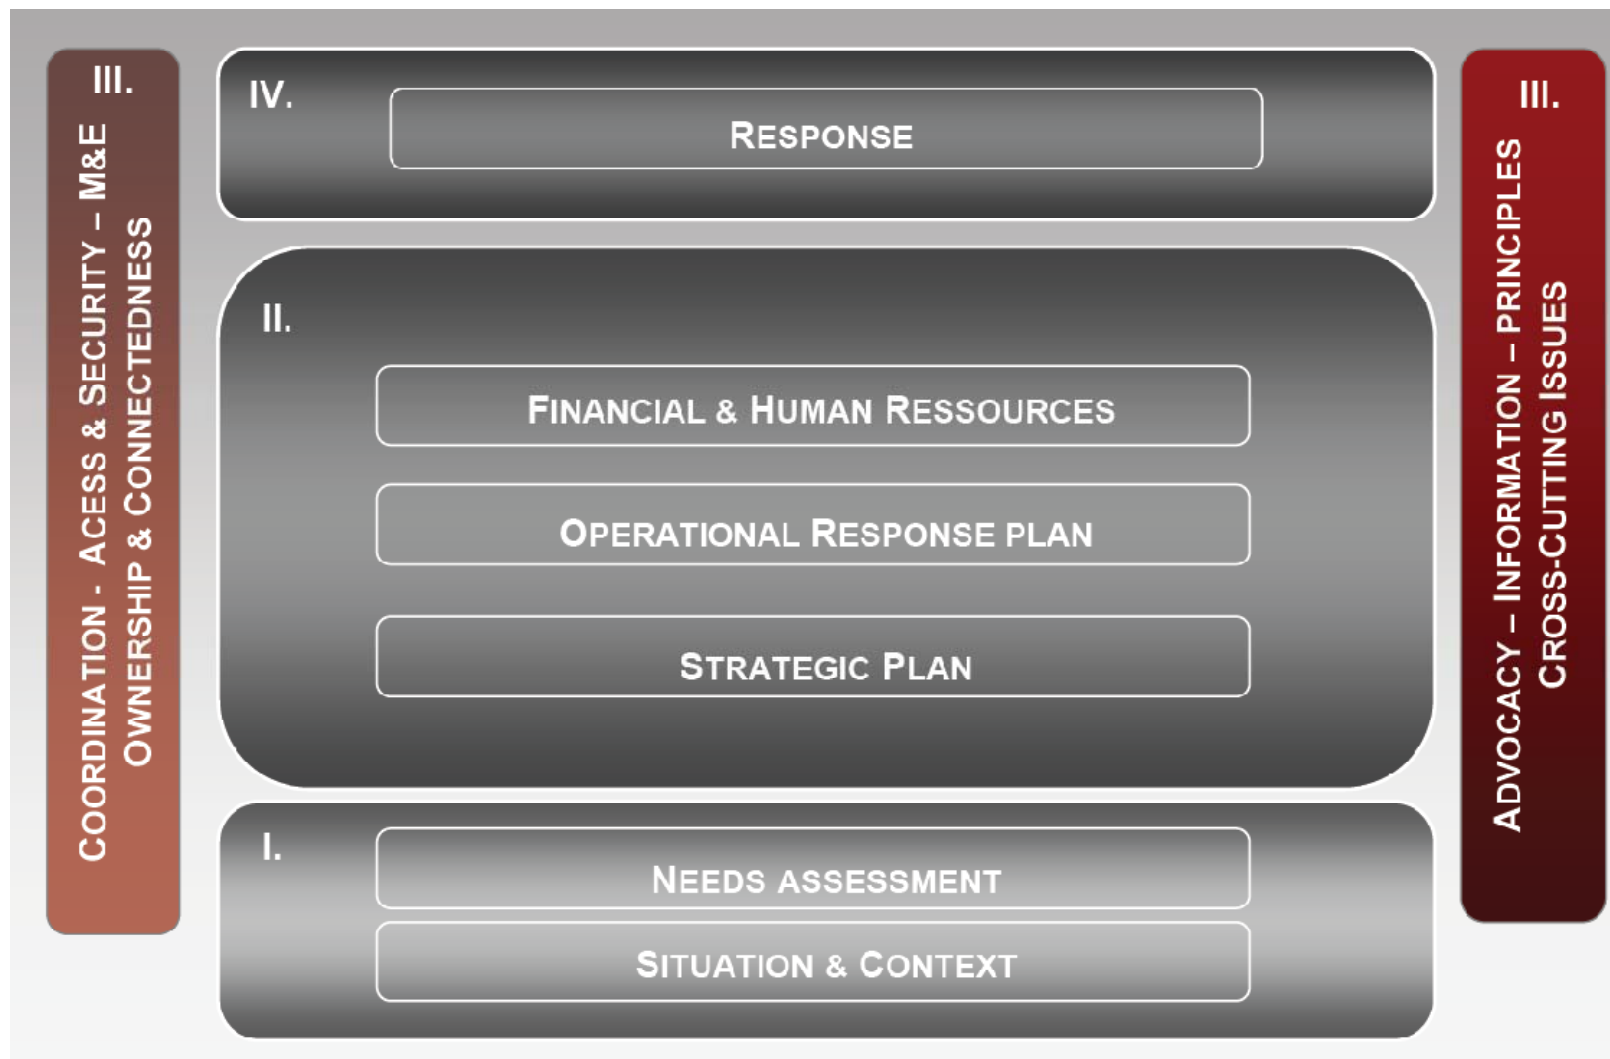 III.
COORDINATION - ACESS & SECURITY – M&E
OWNERSHIP & CONNECTEDNESS
IV.
RESPONSE
II.
FINANCIAL & HUMAN RESSOURCES
OPERATIONAL RESPONSE PLAN
STRATEGIC PLAN
I.
NEEDS ASSESSMENT
SITUATION & CONTEXT
III.
ADVOCACY – INFORMATION – PRINCIPLES
CROSS-CUTTING ISSUES